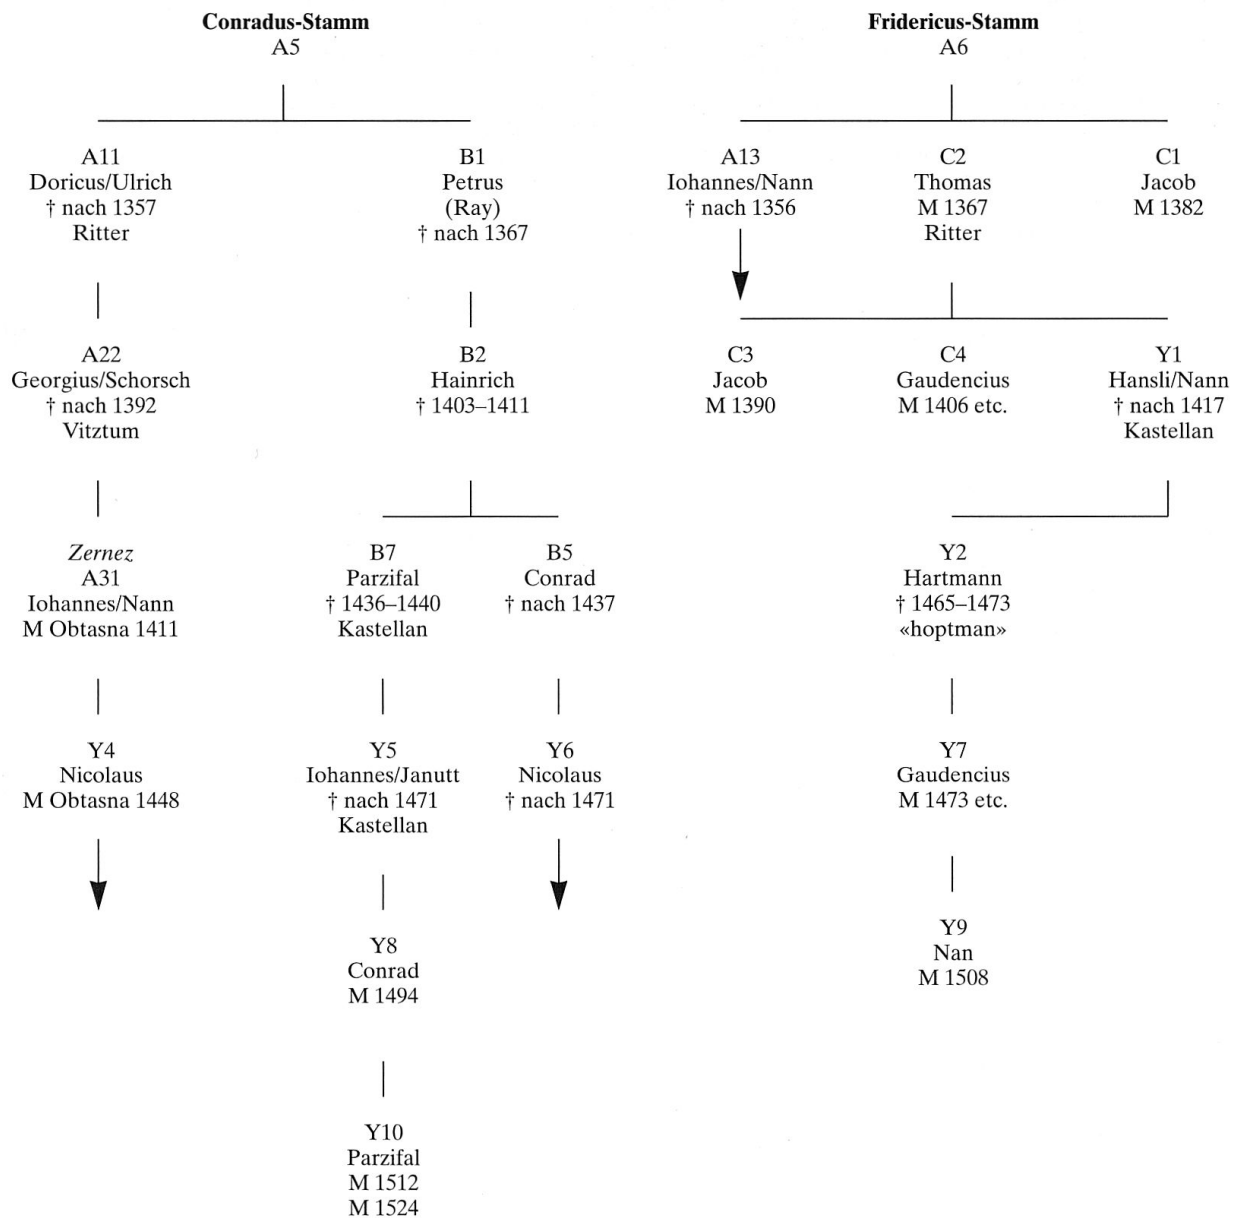 Conradus-Stamm
A5
Fridericus-Stamm
A6
A11
Doricus/Ulrich
† nach 1357
Ritter
B1
Petrus
(Ray)
† nach 1367
A13
Iohannes/Nann
† nach 1356
C2
Thomas
M 1367
Ritter
C1
Jacob
M 1382
A22
Georgius/Schorsch
† nach 1392
Vitztum
B2
Hainrich
† 1403–1411
C3
Jacob
M 1390
C4
Gaudencius
M 1406 etc.
Y1
Hansli/Nann
† nach 1417
Kastellan
Zernez
A31
Iohannes/Nann
M Obtasna 1411
B7
Parzifal
† 1436–1440
Kastellan
B5
Conrad
† nach 1437
Y2
Hartmann
† 1465–1473
«hoptman»
Y4
Nicolaus
M Obtasna 1448
Y5
Iohannes/Janutt
† nach 1471
Kastellan
Y6
Nicolaus
† nach 1471
Y7
Gaudencius
M 1473 etc.
Y8
Conrad
M 1494
Y9
Nan
M 1508
Y10
Parzifal
M 1512
M 1524